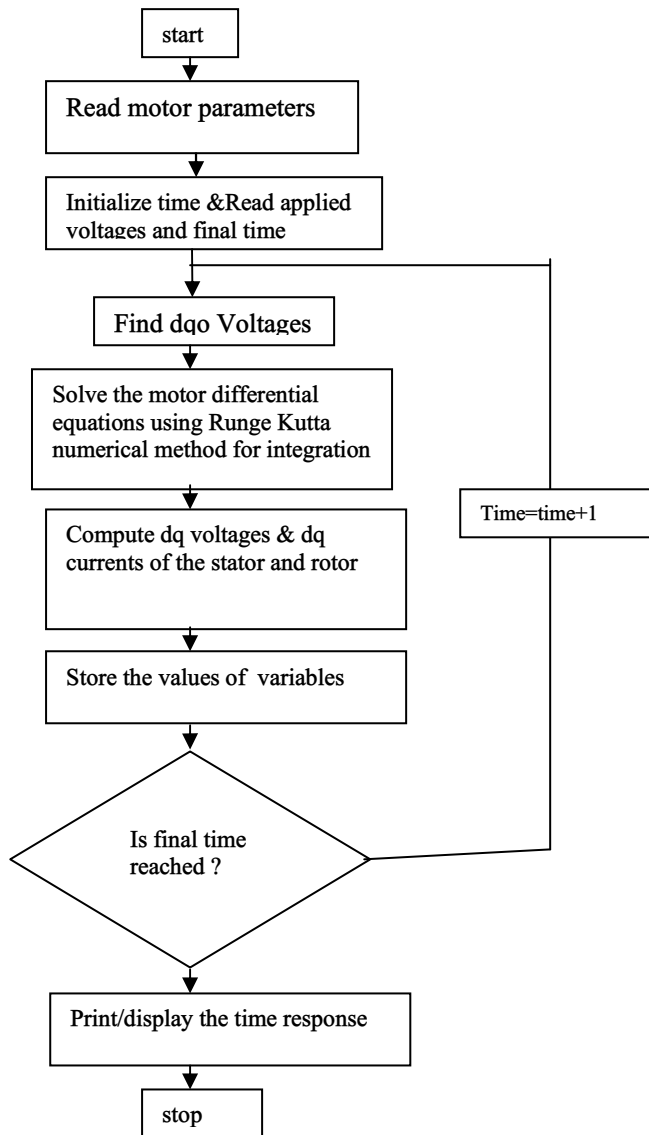 start
Read motor parameters
Initialize time &Read applied
voltages and final time
Find dqo Voltages
Solve the motor differential
equations using Runge Kutta
numerical method for integration
Time=time+1
Compute dq voltages & dq
currents of the stator and rotor
Store the values of variables
Is final time
reached ?
Print/display the time response
stop